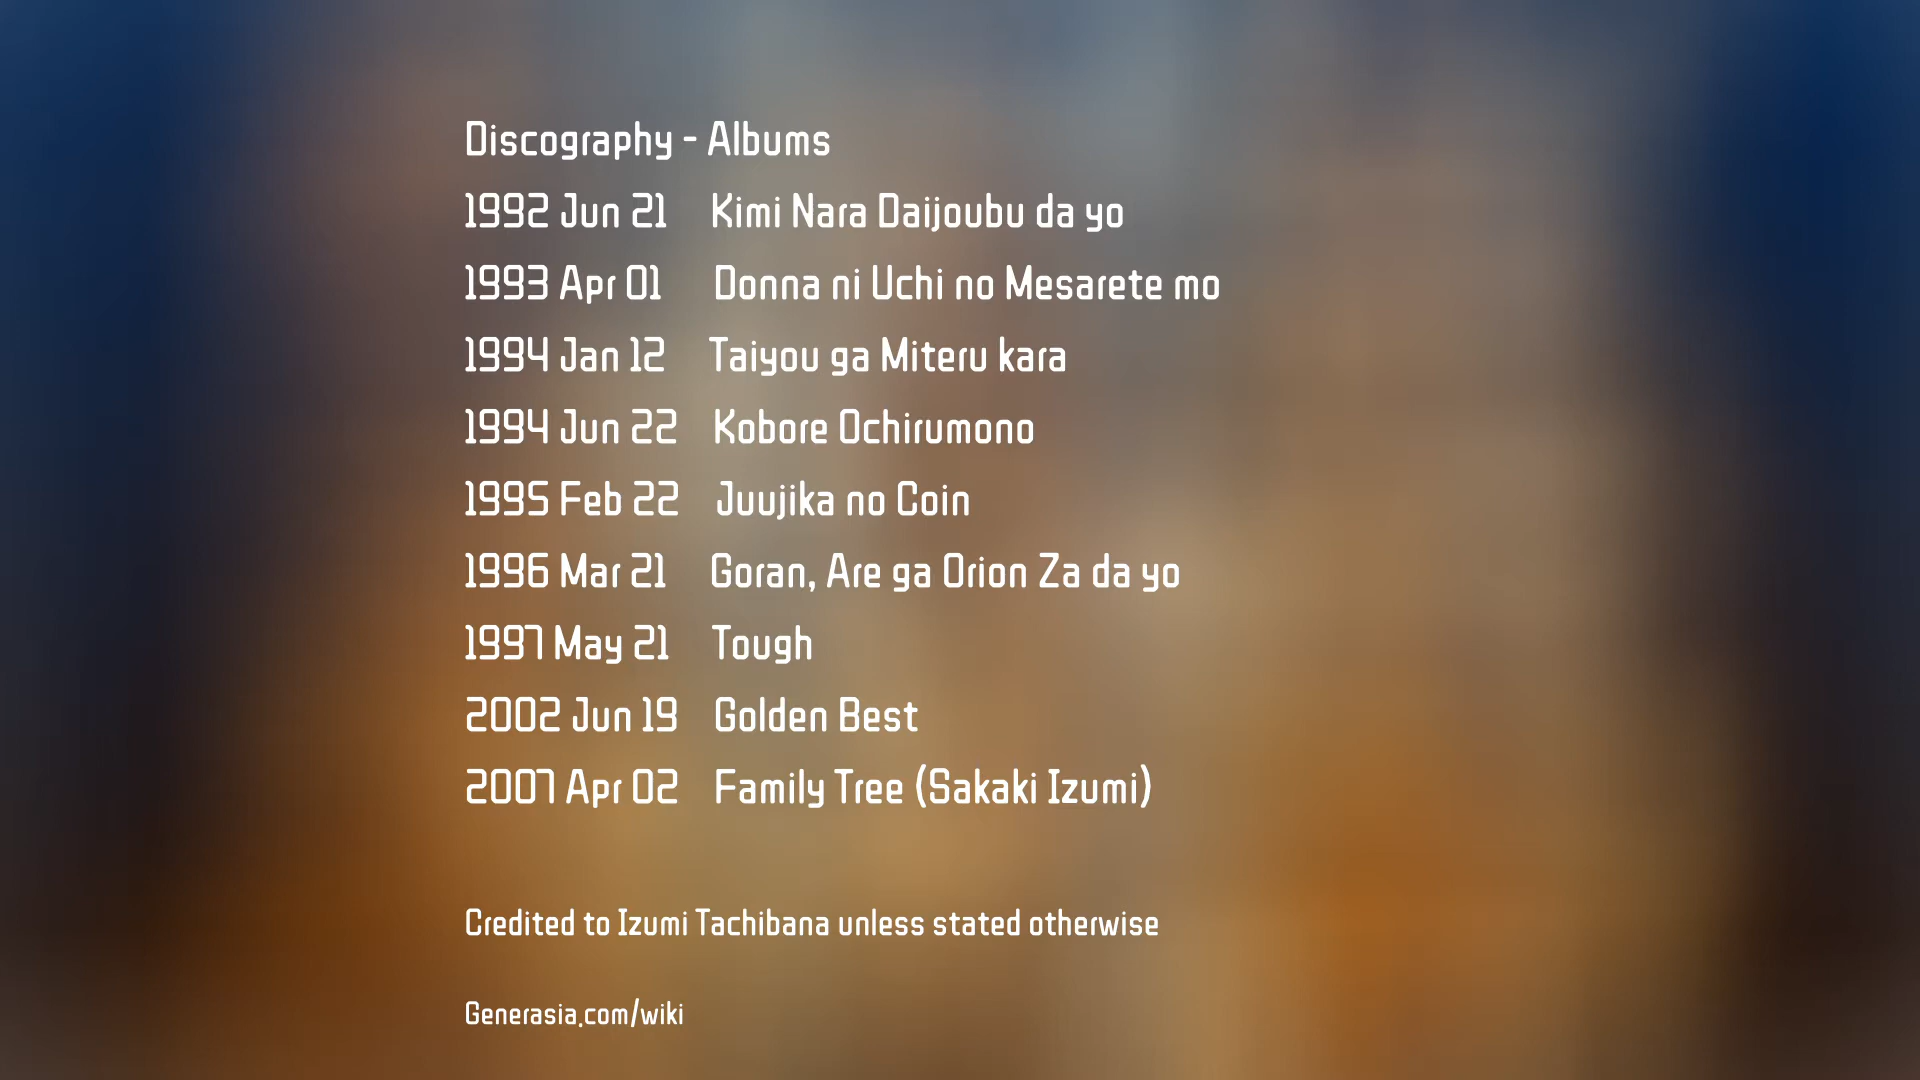 Discography - Albums
1992 Jun 21 Kimi Nara Daijoubu da yo
1993 Apr 01 Donna ni Uchi no Mesarete mo
1994 Jan 12 Taiyou ga Miteru kara
1994 Jun 22 Kobore Ochirumono
1995 Feb 22 Juujika no Coin
1996 Mar 21 Goran, Are ga Orion Za da yo
1997 May 21 Tough
2002 Jun 19 Golden Best
2007 Apr 02 Family Tree (Sakaki Izumi)
Credited to Izumi Tachibana unless stated otherwise
Generasia.com/wiki